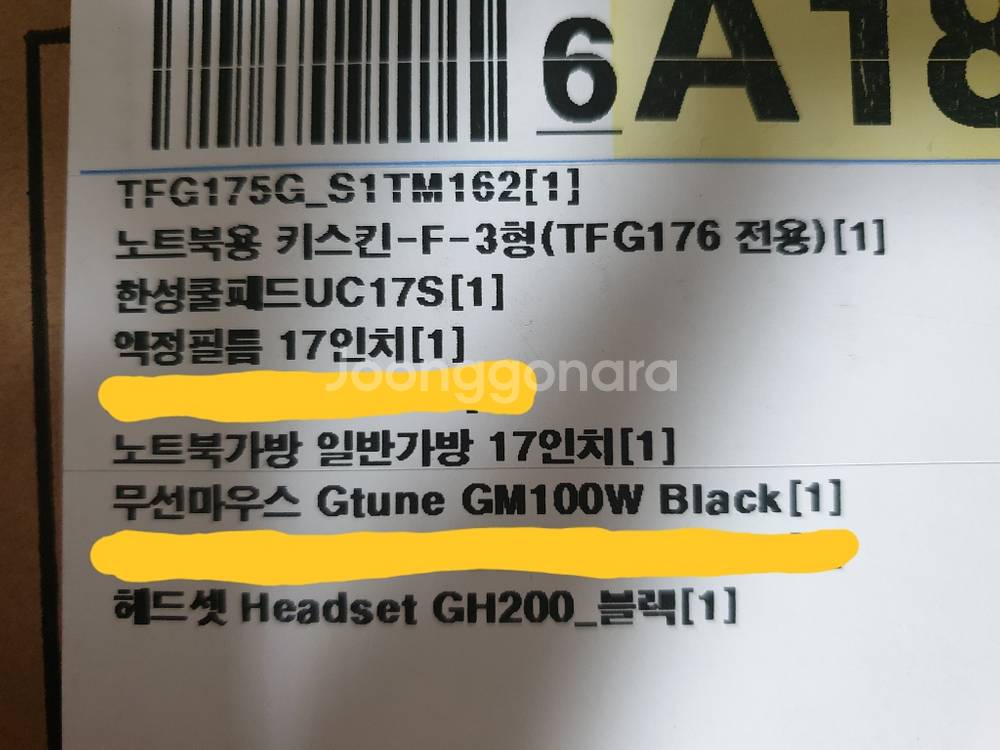 6A18
TFG175G_S1TM162[1]
노트북용 키스킨-F-3형(TFG176 전용)[1]
한성쿨패드UC17S[1]
액정필름 17인치[1]
Joonggonara
노트북가방 일반가방 17인치[1]
무선마우스 Gtune GM100W Black[1]
헤드셋 Headset GH200_블랙[1]